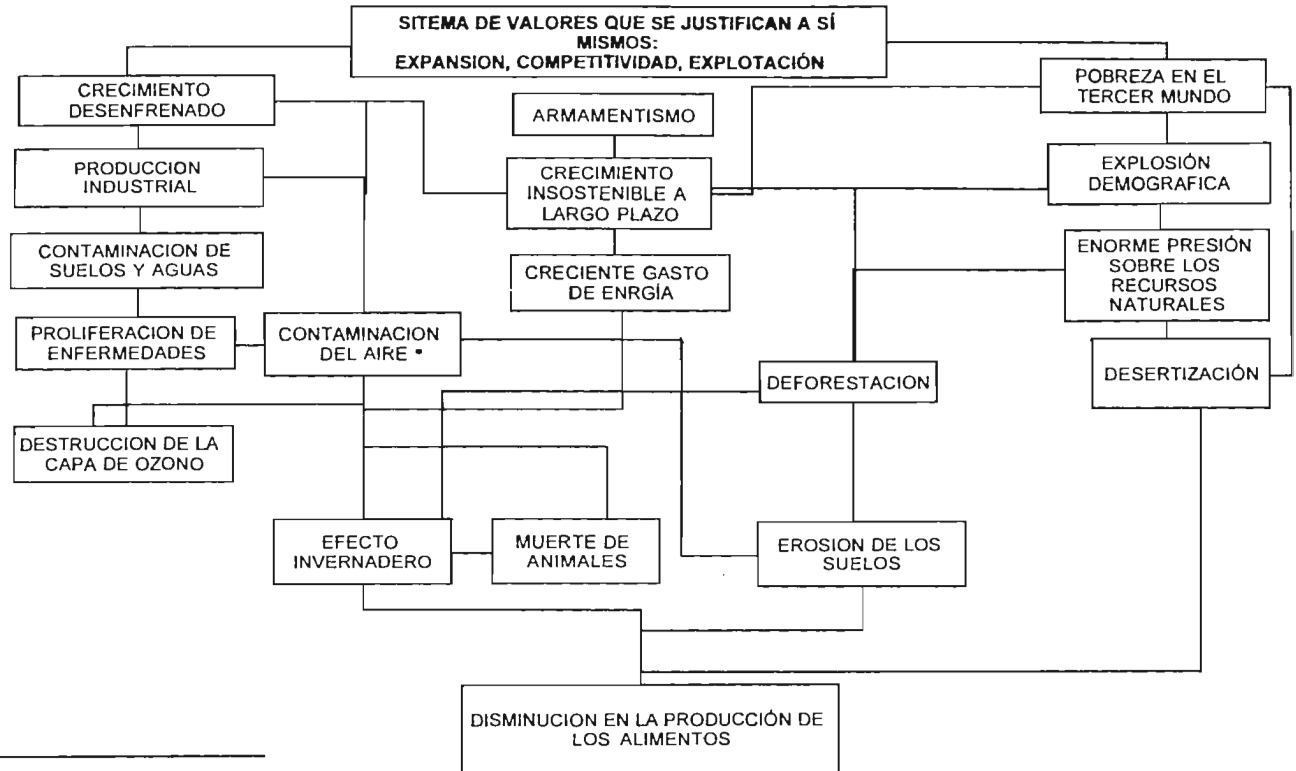 SITEMA DE VALORES QUE SE JUSTIFICAN A SÍ
MISMOS:
EXPANSION, COMPETITIVIDAD, EXPLOTACIÓN
CRECIMIENTO
DESENFRENADO
POBREZA EN EL
TERCER MUNDO
ARMAMENTISMO
PRODUCCION
INDUSTRIAL
CRECIMIENTO
INSOSTENIBLE A
LARGO PLAZO
EXPLOSIÓN
DEMOGRAFICA
CONTAMINACION DE
SUELOS Y AGUAS
CRECIENTE GASTO
DE ENRGÍA
ENORME PRESIÓN
SOBRE LOS
RECURSOS
NATURALES
PROLIFERACION DE
ENFERMEDADES
CONTAMINACION
DEL AIRE *
DEFORESTACION
DESERTIZACIÓN
DESTRUCCION DE LA
CAPA DE OZONO
EFECTO
INVERNADERO
MUERTE DE
ANIMALES
EROSION DE LOS
SUELOS
DISMINUCION EN LA PRODUCCIÓN DE
LOS ALIMENTOS